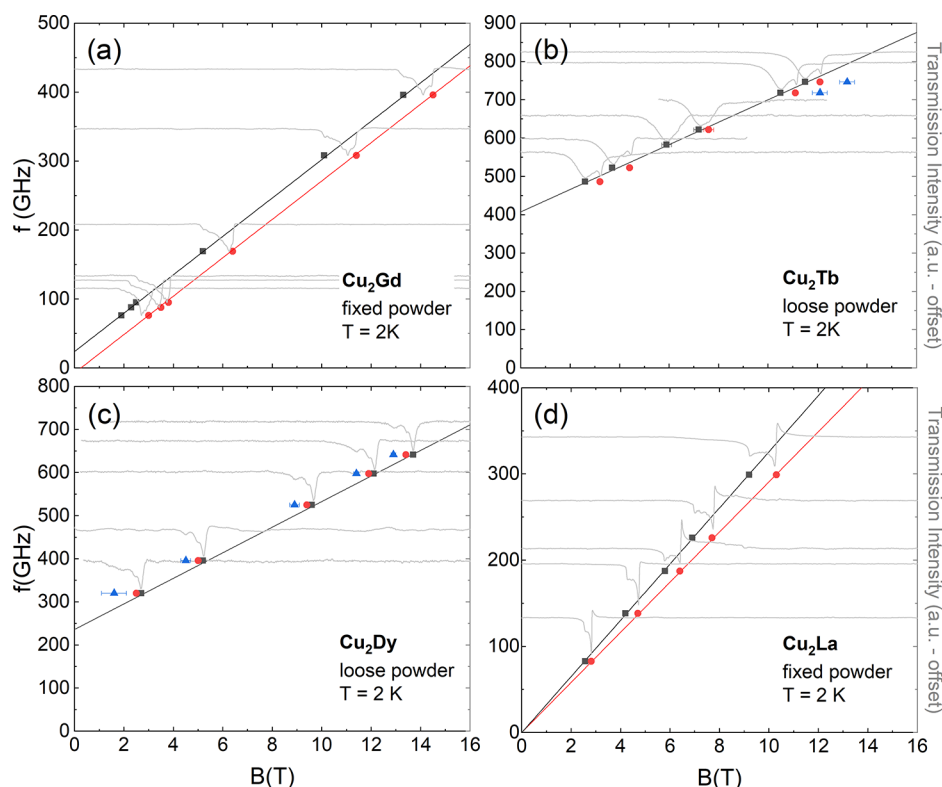 (a)
500
400
300
200
100
0
f (GHz)
Cu2Gd
fixed powder
T = 2K
(b)
900
800
700
600
500
400
300
200
100
0
Cu2Tb
loose powder
T = 2K
Transmission Intensity (a.u. - offset)
(c)
800
700
600
500
400
300
200
100
0
f(GHz)
Cu2Dy
loose powder
T = 2 K
0 2 4 6 8 10 12 14 16
B(T)
(d)
400
300
200
100
0
Cu2La
fixed powder
T = 2 K
0 2 4 6 8 10 12 14 16
B(T)
Transmission Intensity (a.u. - offset)